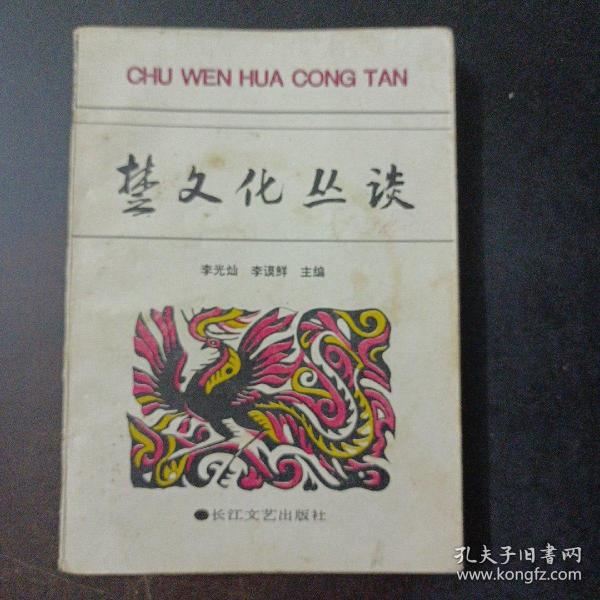 CHU WEN HUA CONG TAN
楚文化丛谈
李光灿 李谟鲜 主编
长江文艺出版社
孔夫子旧书网
www.kongfz.com